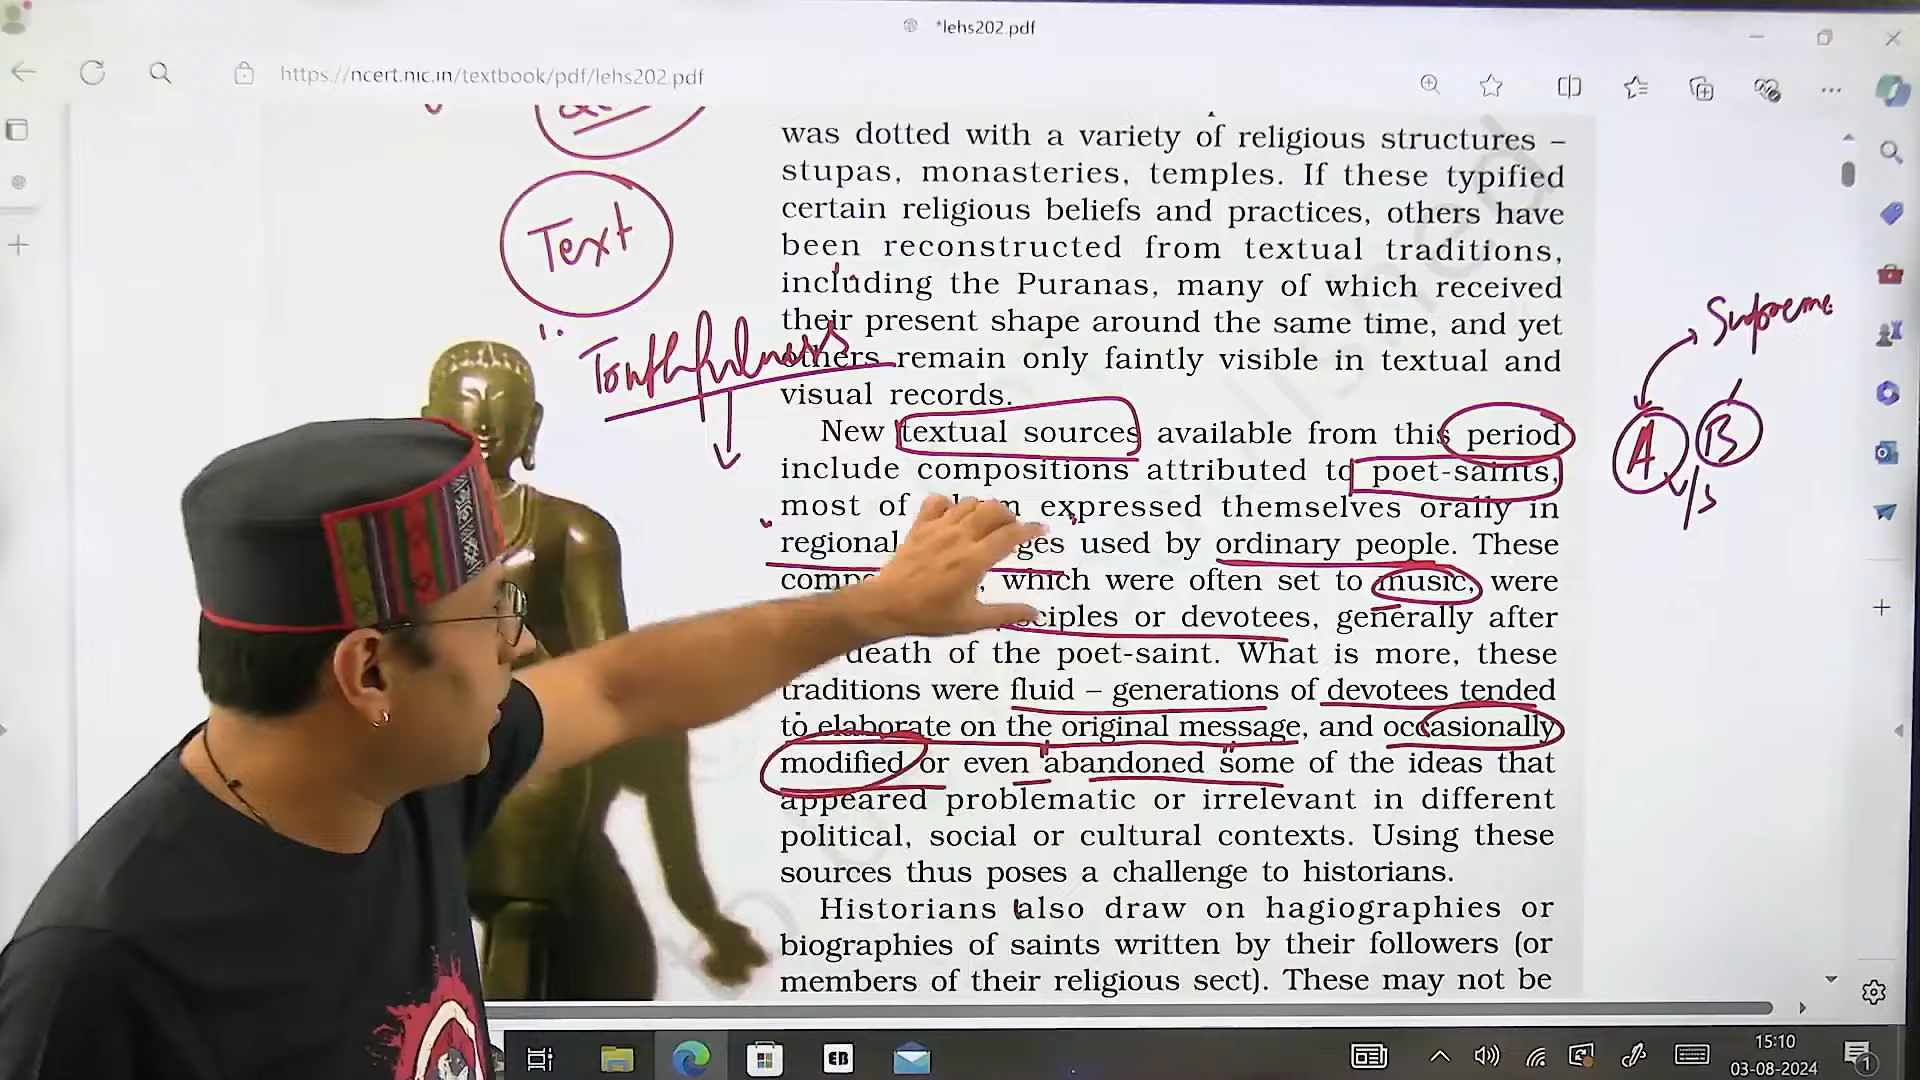 *lehs202.pdf
https://ncert.nic.in/textbook/pdf/lehs202.pdf
was dotted with a variety of religious structures –
stupas, monasteries, temples. If these typified
certain religious beliefs and practices, others have
been reconstructed from textual traditions,
including the Puranas, many of which received
their present shape around the same time, and yet
others remain only faintly visible in textual and
visual records.
New textual sources available from this period
include compositions attributed to poet-saints,
most of expressed themselves orally in
regional used by ordinary people. These
which were often set to music, were
or devotees, generally after
death of the poet-saint. What is more, these
traditions were fluid – generations of devotees tended
to elaborate on the original message, and occasionally
modified or even abandoned some of the ideas that
appeared problematic or irrelevant in different
political, social or cultural contexts. Using these
sources thus poses a challenge to historians.
Historians also draw on hagiographies or
biographies of saints written by their followers (or
members of their religious sect). These may not be
Text
Truthfulness
Supreme
A
B
v/s
EB
15:10
03-08-2024
1